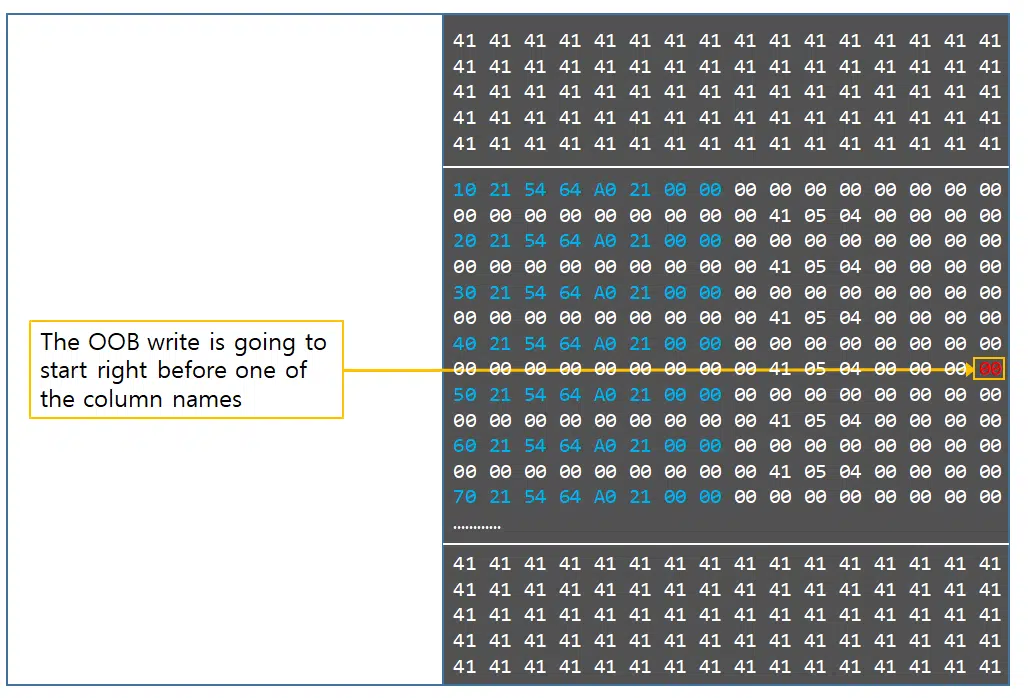 41 41 41 41 41 41 41 41 41 41 41 41 41 41 41 41
41 41 41 41 41 41 41 41 41 41 41 41 41 41 41 41
41 41 41 41 41 41 41 41 41 41 41 41 41 41 41 41
41 41 41 41 41 41 41 41 41 41 41 41 41 41 41 41
41 41 41 41 41 41 41 41 41 41 41 41 41 41 41 41
10 21 54 64 A0 21 00 00 00 00 00 00 00 00 00 00
00 00 00 00 00 00 00 00 00 41 05 04 00 00 00 00
20 21 54 64 A0 21 00 00 00 00 00 00 00 00 00 00
00 00 00 00 00 00 00 00 00 41 05 04 00 00 00 00
30 21 54 64 A0 21 00 00 00 00 00 00 00 00 00 00
00 00 00 00 00 00 00 00 00 41 05 04 00 00 00 00
40 21 54 64 A0 21 00 00 00 00 00 00 00 00 00 00
The OOB write is going to
start right before one of
the column names
00 00 00 00 00 00 00 00 00 41 05 04 00 00 00 00
50 21 54 64 A0 21 00 00 00 00 00 00 00 00 00 00
00 00 00 00 00 00 00 00 00 41 05 04 00 00 00 00
60 21 54 64 A0 21 00 00 00 00 00 00 00 00 00 00
00 00 00 00 00 00 00 00 00 41 05 04 00 00 00 00
70 21 54 64 A0 21 00 00 00 00 00 00 00 00 00 00
............
41 41 41 41 41 41 41 41 41 41 41 41 41 41 41 41
41 41 41 41 41 41 41 41 41 41 41 41 41 41 41 41
41 41 41 41 41 41 41 41 41 41 41 41 41 41 41 41
41 41 41 41 41 41 41 41 41 41 41 41 41 41 41 41
41 41 41 41 41 41 41 41 41 41 41 41 41 41 41 41